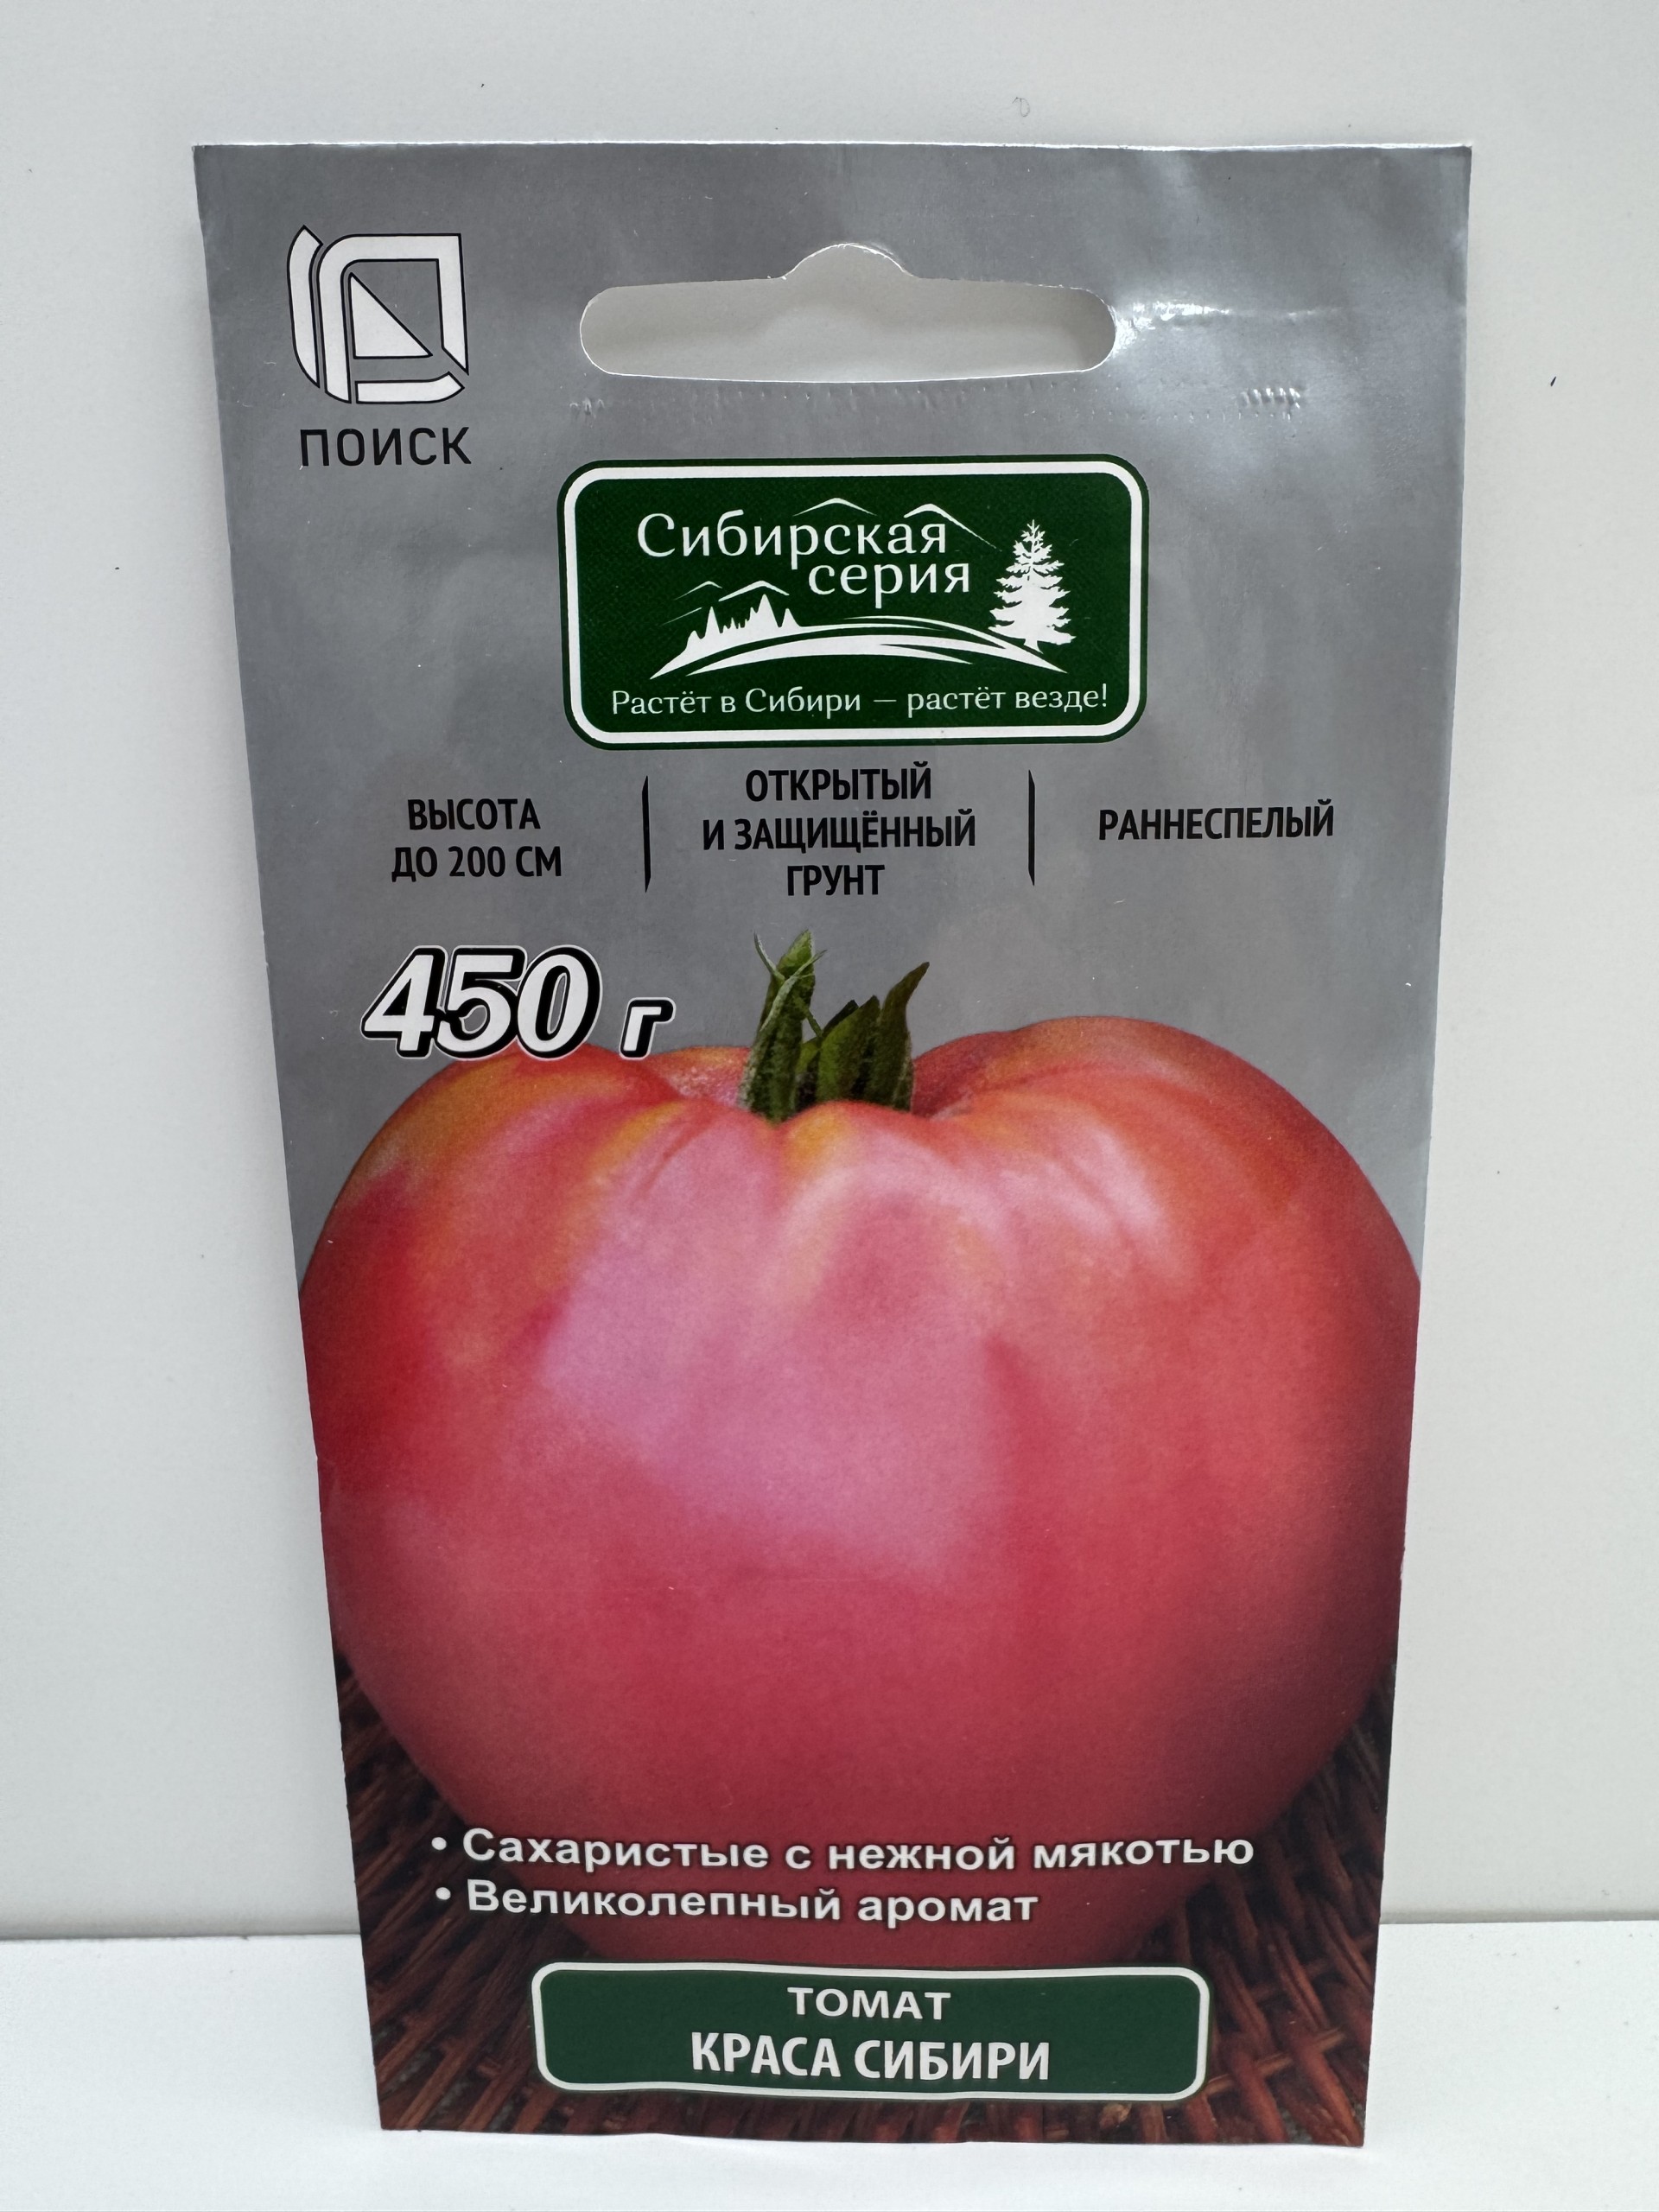 ПОИСК
Сибирская
серия
Растёт в Сибири — растёт везде!
ВЫСОТА
ДО 200 СМ
ОТКРЫТЫЙ
И ЗАЩИЩЁННЫЙ
ГРУНТ
РАННЕСПЕЛЫЙ
450 г
• Сахаристые с нежной мякотью
• Великолепный аромат
ТОМАТ
КРАСА СИБИРИ